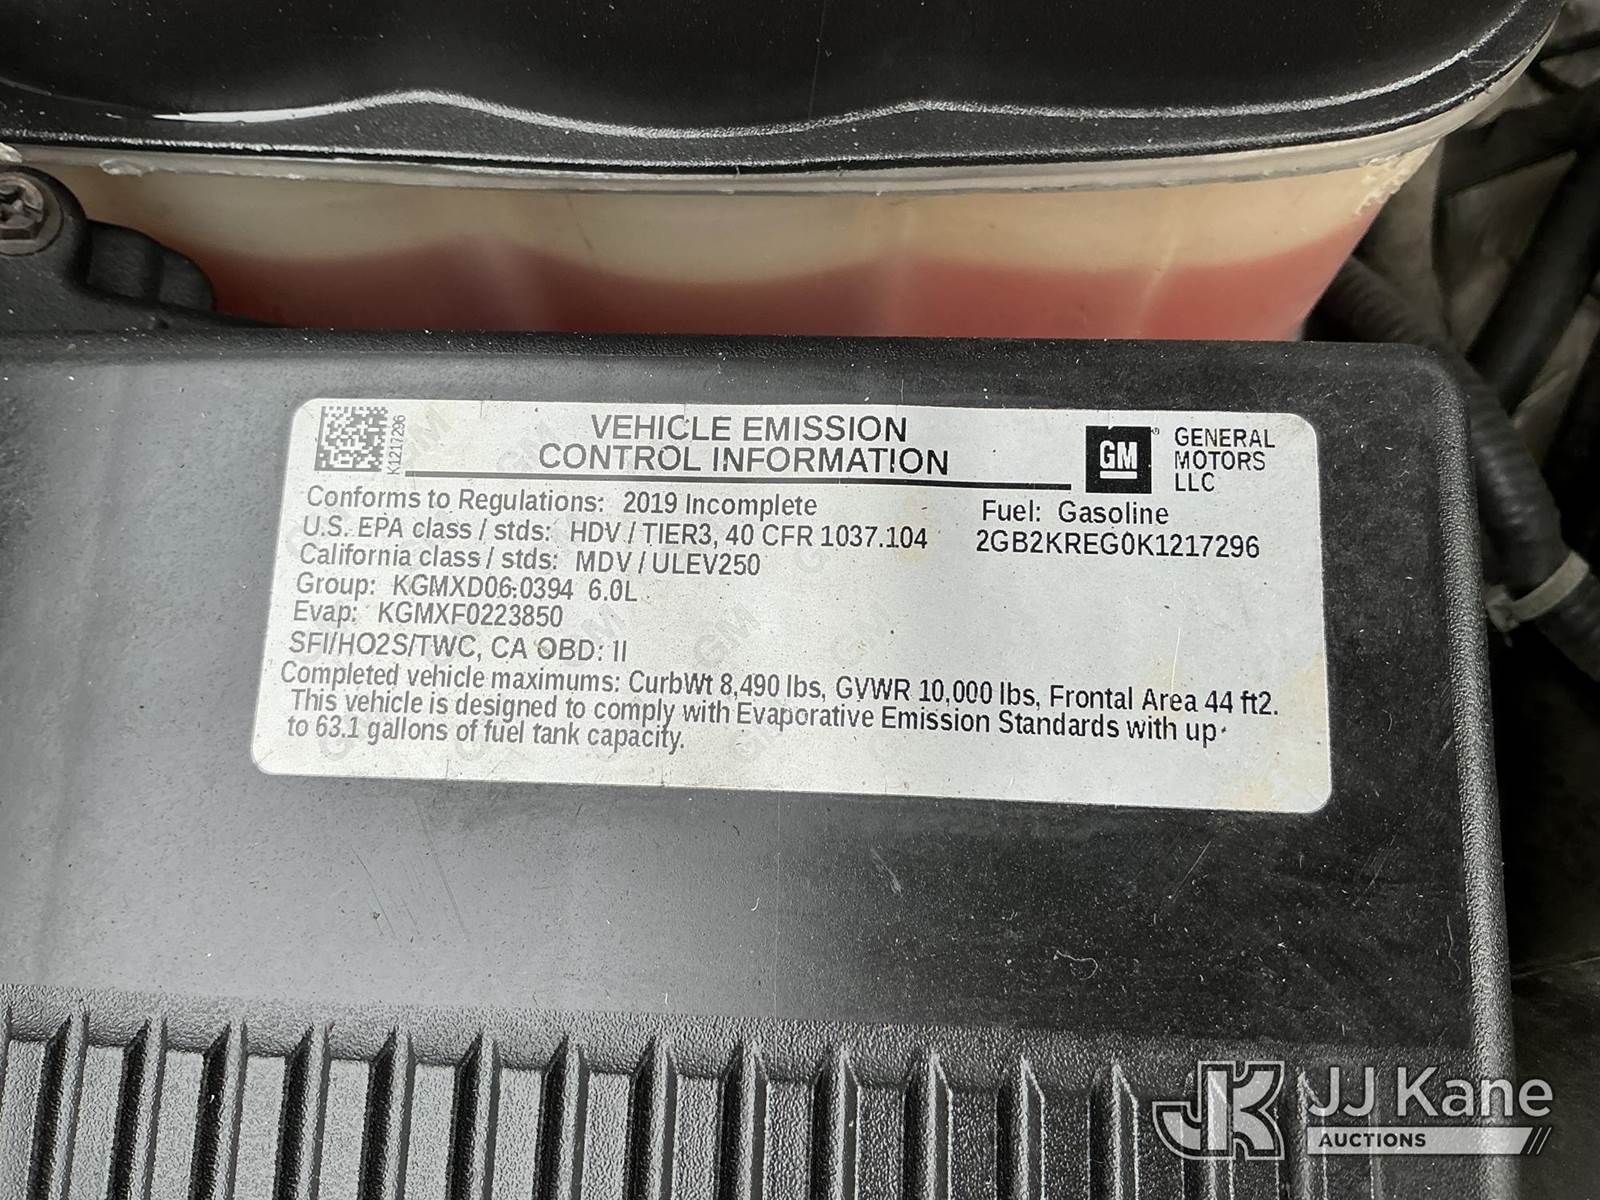 K1217296
VEHICLE EMISSION
CONTROL INFORMATION
GM
GENERAL
MOTORS
LLC
Conforms to Regulations: 2019 Incomplete
Fuel: Gasoline
U.S. EPA class / stds: HDV / TIER3, 40 CFR 1037.104
2GB2KREG0K1217296
California class / stds: MDV / ULEV250
Group: KGMXD06.0394 6.0L
Evap: KGMXF0223850
SFI/HO2S/TWC, CA OBD: II
Completed vehicle maximums: CurbWt 8,490 lbs, GVWR 10,000 lbs, Frontal Area 44 ft2.
This vehicle is designed to comply with Evaporative Emission Standards with up
to 63.1 gallons of fuel tank capacity.
JK JJ Kane
AUCTIONS